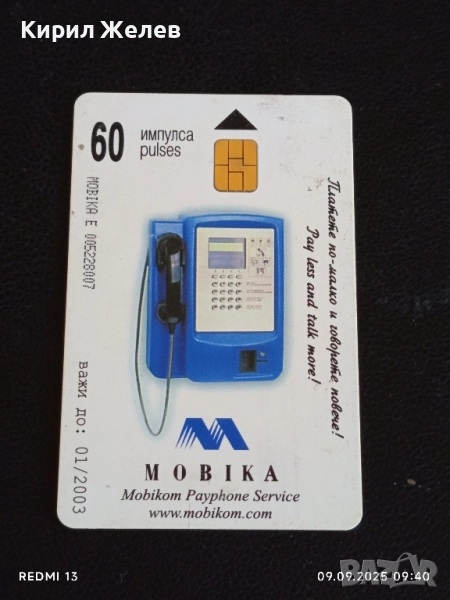 Кирил Желев
60 импулса
pulses
MOBIKA E 005228007
важи до: 01/2003
Платете по-малко и говорете повече!
Pay less and talk more!
MOBIKA
Mobikom Payphone Service
www.mobikom.com
REDMI 13
09.09.2025 09:40
BAZAR